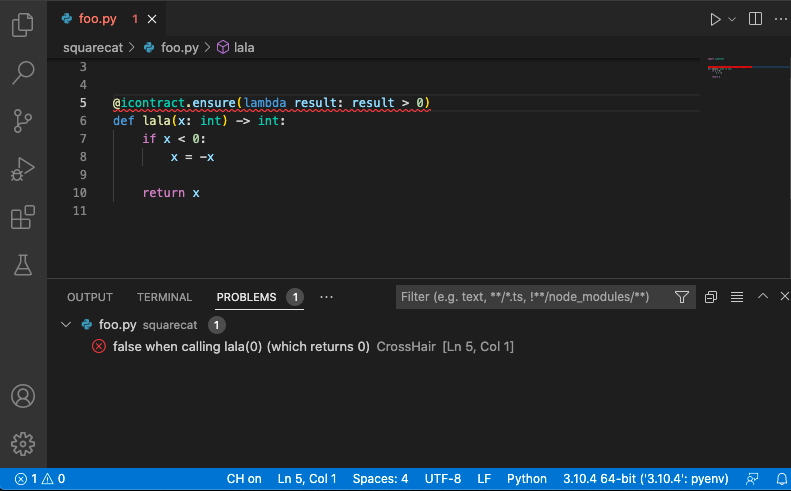 foo.py 1
squarecat > foo.py > lala
3
4
5 @icontract.ensure(lambda result: result > 0)
6 def lala(x: int) -> int:
7 if x < 0:
8 x = -x
9
10 return x
11
OUTPUT TERMINAL PROBLEMS 1 ...
Filter (e.g. text, **/*.ts, !**/node_modules/**)
foo.py squarecat 1
false when calling lala(0) (which returns 0) CrossHair [Ln 5, Col 1]
1 0 CH on Ln 5, Col 1 Spaces: 4 UTF-8 LF Python 3.10.4 64-bit ('3.10.4': pyenv)